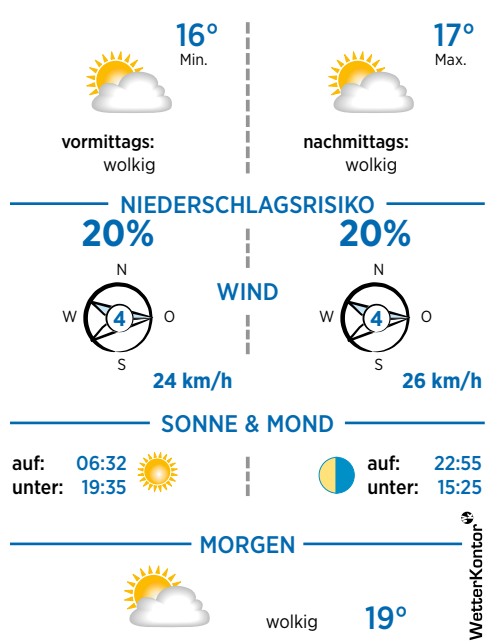 16°
Min.
17°
Max.
vormittags:
wolkig
nachmittags:
wolkig
NIEDERSCHLAGSRISIKO
20%
20%
WIND
N
W
4
O
S
24 km/h
N
W
4
O
S
26 km/h
SONNE & MOND
auf: 06:32
unter: 19:35
auf: 22:55
unter: 15:25
MORGEN
wolkig 19°
WetterKontor